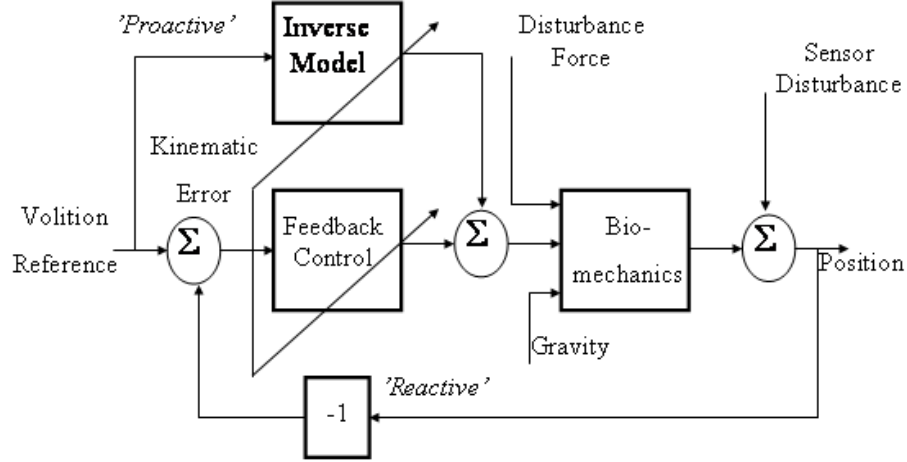 'Proactive'
Inverse
Model
Disturbance
Force
Sensor
Disturbance
Kinematic
Error
Volition
Reference
Σ
Feedback
Control
Σ
Bio-
mechanics
Σ
Position
Gravity
'Reactive'
-1